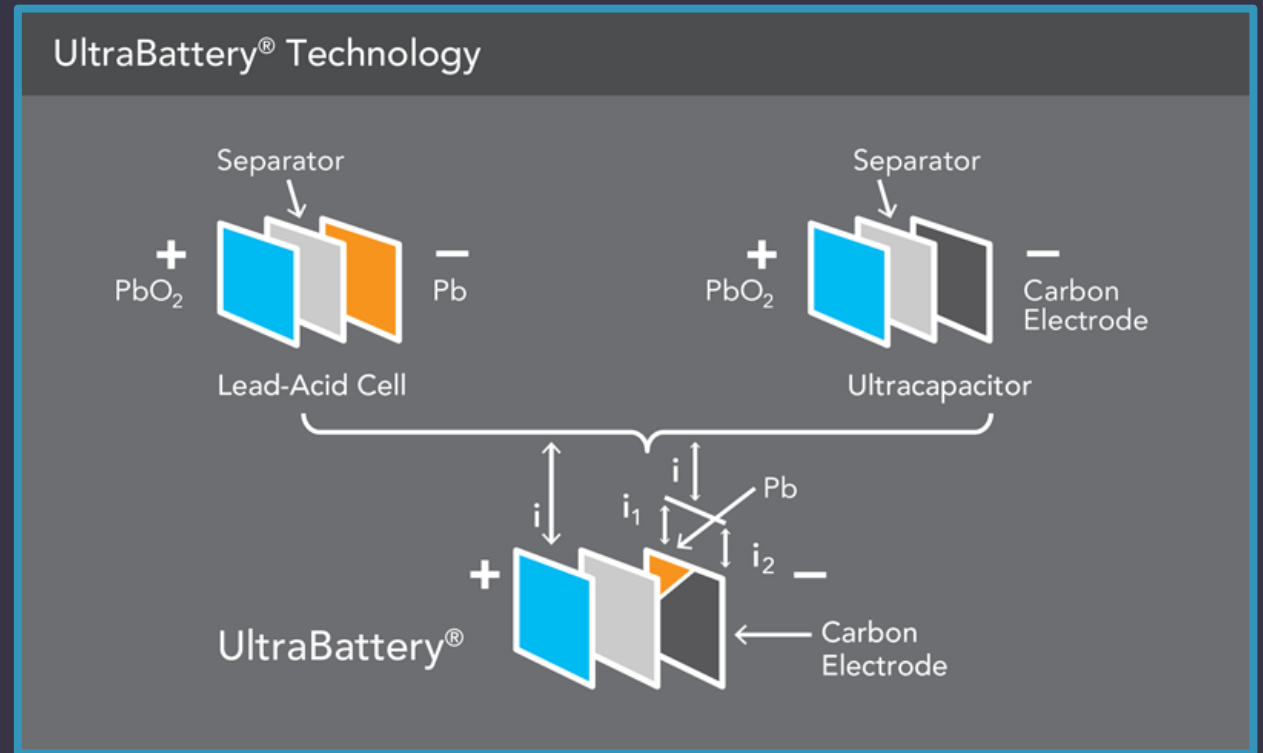 UltraBattery® Technology
Separator
+
PbO₂
−
Pb
Lead-Acid Cell
Separator
+
PbO₂
−
Carbon
Electrode
Ultracapacitor
i
i
i₁
Pb
i₂
+
−
UltraBattery®
Carbon
Electrode